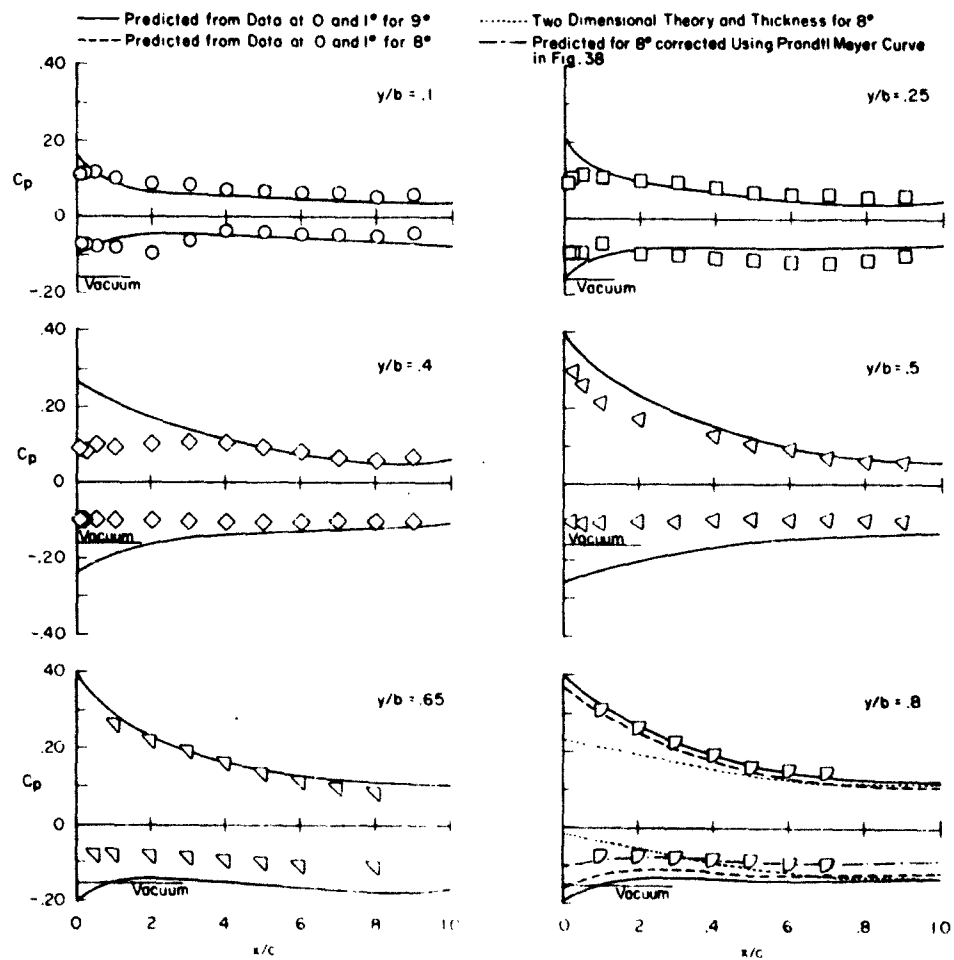 Predicted from Data at 0 and 1° for 9°
Predicted from Data at 0 and 1° for 8°
Two Dimensional Theory and Thickness for 8°
Predicted for 8° corrected Using Prandtl Meyer Curve
in Fig. 38
.40
.20
0
-.20
Cp
y/b = .1
Vacuum
y/b = .25
Vacuum
.40
.20
0
-.20
-.40
Cp
y/b = .4
Vacuum
y/b = .5
Vacuum
.40
.20
0
-.20
Cp
y/b = .65
Vacuum
y/b = .8
Vacuum
0 .2 .4 .6 .8 1.0
x/c
0 .2 .4 .6 .8 1.0
x/c